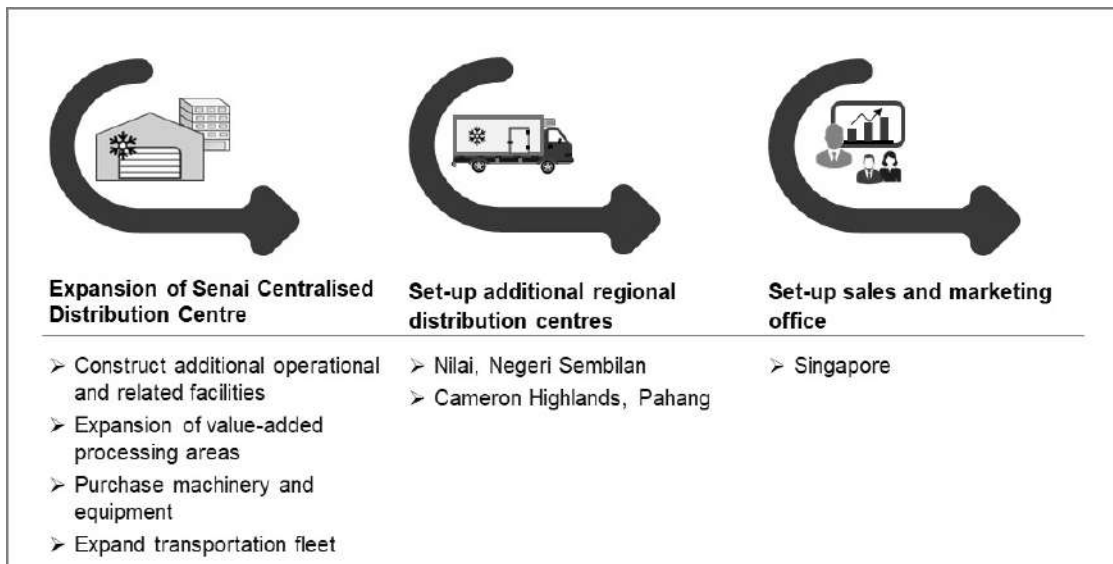 Expansion of Senai Centralised
Distribution Centre
➢ Construct additional operational
and related facilities
➢ Expansion of value-added
processing areas
➢ Purchase machinery and
equipment
➢ Expand transportation fleet
Set-up additional regional
distribution centres
➢ Nilai, Negeri Sembilan
➢ Cameron Highlands, Pahang
Set-up sales and marketing
office
➢ Singapore